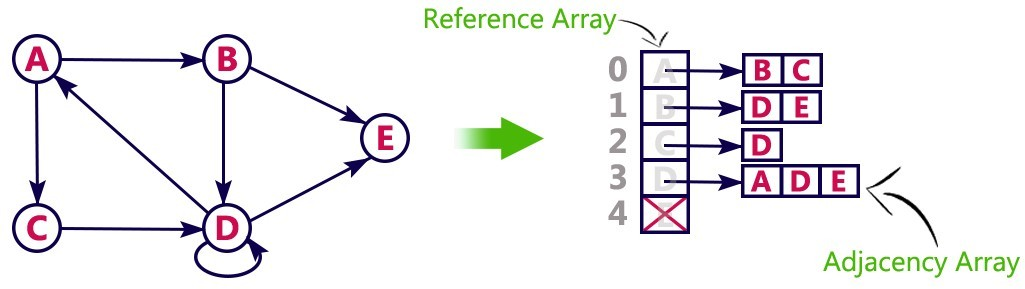 Reference Array
A B
E
C D
0 A B C
1 B D E
2 C D
3 D A D E
4 E
Adjacency Array